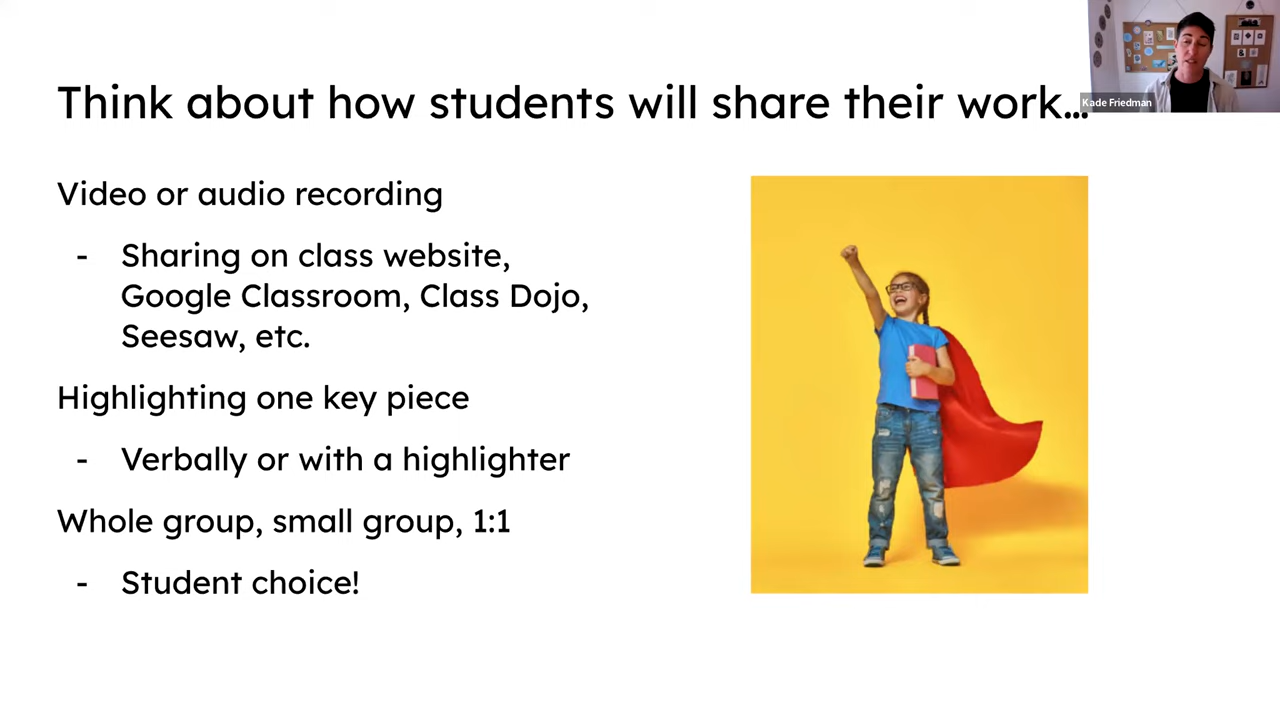 Think about how students will share their work...
Kade Friedman
Video or audio recording
- Sharing on class website,
Google Classroom, Class Dojo,
Seesaw, etc.
Highlighting one key piece
- Verbally or with a highlighter
Whole group, small group, 1:1
- Student choice!